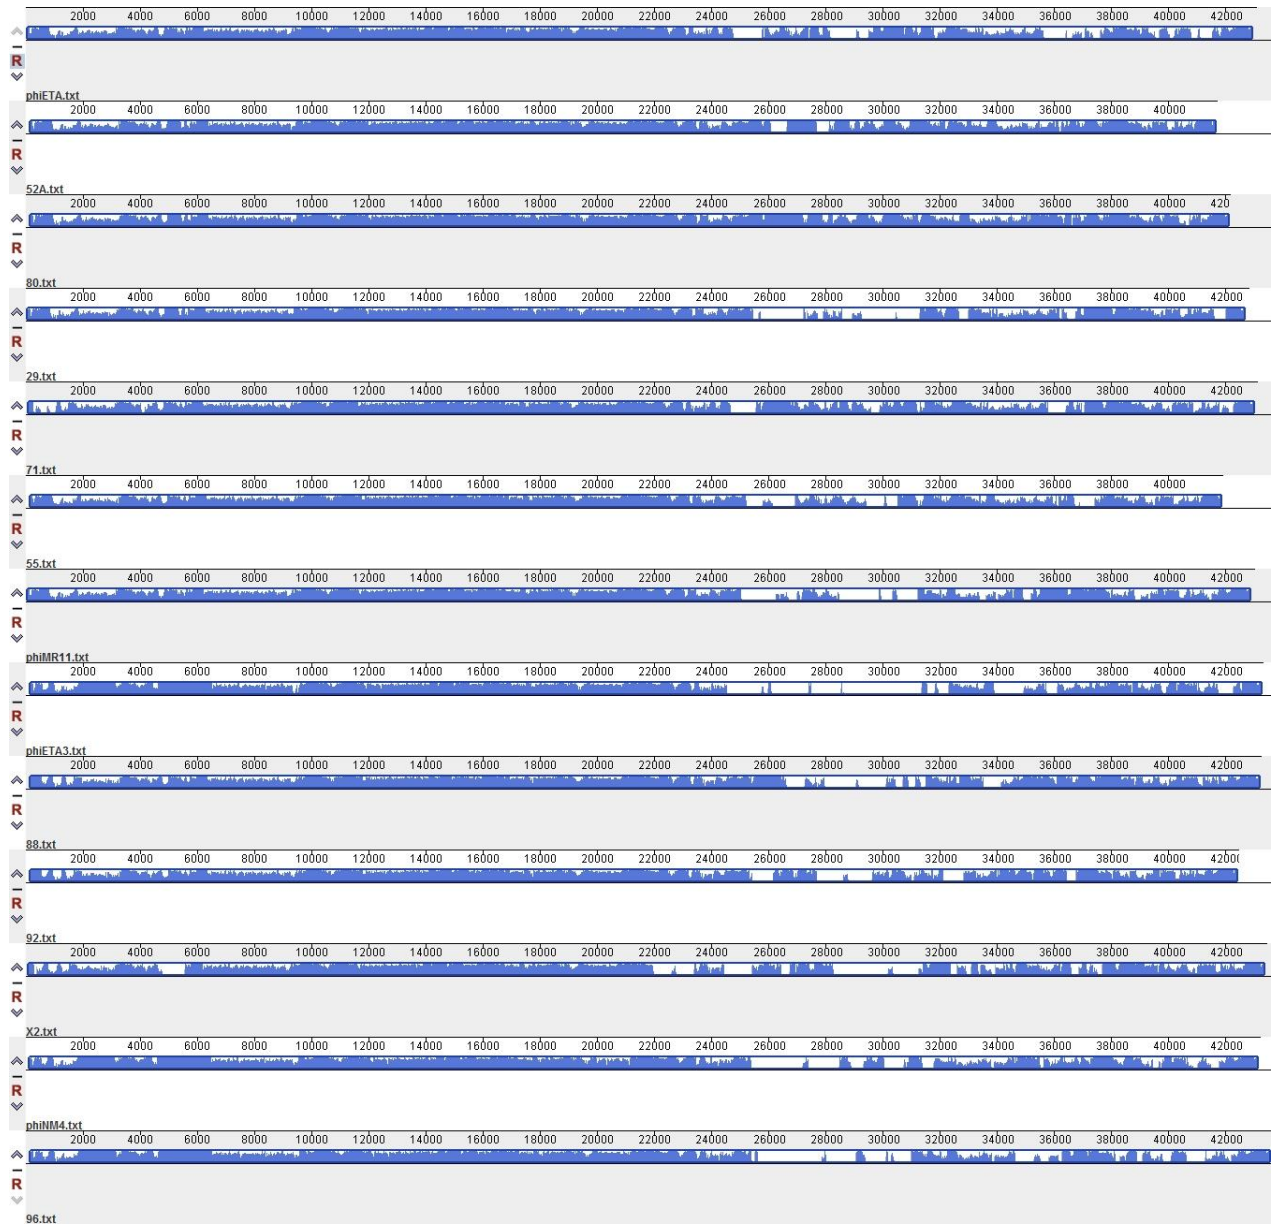 2000 4000 6000 8000 10000 12000 14000 16000 18000 20000 22000 24000 26000 28000 30000 32000 34000 36000 38000 40000 42000
R
phiETA.txt
2000 4000 6000 8000 10000 12000 14000 16000 18000 20000 22000 24000 26000 28000 30000 32000 34000 36000 38000 40000
R
52A.txt
2000 4000 6000 8000 10000 12000 14000 16000 18000 20000 22000 24000 26000 28000 30000 32000 34000 36000 38000 40000 420
R
80.txt
2000 4000 6000 8000 10000 12000 14000 16000 18000 20000 22000 24000 26000 28000 30000 32000 34000 36000 38000 40000 42000
R
29.txt
2000 4000 6000 8000 10000 12000 14000 16000 18000 20000 22000 24000 26000 28000 30000 32000 34000 36000 38000 40000 42000
R
71.txt
2000 4000 6000 8000 10000 12000 14000 16000 18000 20000 22000 24000 26000 28000 30000 32000 34000 36000 38000 40000
R
55.txt
2000 4000 6000 8000 10000 12000 14000 16000 18000 20000 22000 24000 26000 28000 30000 32000 34000 36000 38000 40000 42000
R
phiMR11.txt
2000 4000 6000 8000 10000 12000 14000 16000 18000 20000 22000 24000 26000 28000 30000 32000 34000 36000 38000 40000 42000
R
phiETA3.txt
2000 4000 6000 8000 10000 12000 14000 16000 18000 20000 22000 24000 26000 28000 30000 32000 34000 36000 38000 40000 42000
R
88.txt
2000 4000 6000 8000 10000 12000 14000 16000 18000 20000 22000 24000 26000 28000 30000 32000 34000 36000 38000 40000 42000
R
92.txt
2000 4000 6000 8000 10000 12000 14000 16000 18000 20000 22000 24000 26000 28000 30000 32000 34000 36000 38000 40000 42000
R
X2.txt
2000 4000 6000 8000 10000 12000 14000 16000 18000 20000 22000 24000 26000 28000 30000 32000 34000 36000 38000 40000 42000
R
phiNM4.txt
2000 4000 6000 8000 10000 12000 14000 16000 18000 20000 22000 24000 26000 28000 30000 32000 34000 36000 38000 40000 42000
R
96.txt